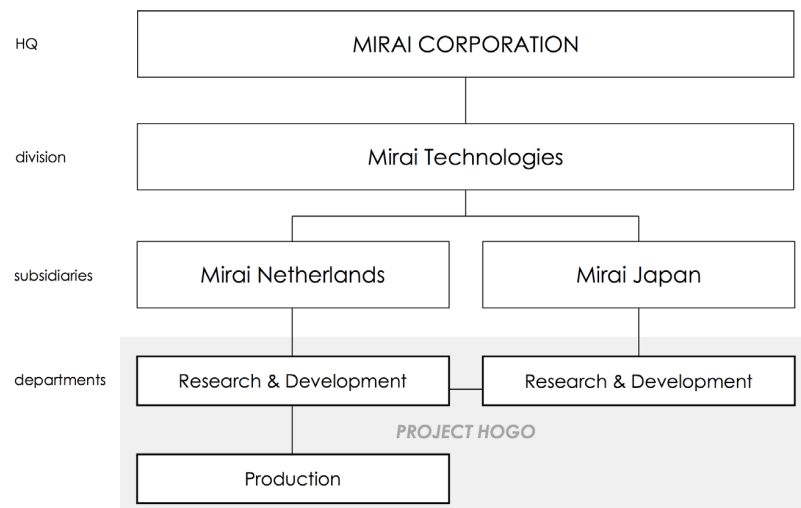 HQ
MIRAI CORPORATION
division
Mirai Technologies
subsidiaries
Mirai Netherlands
Mirai Japan
departments
Research & Development
Research & Development
PROJECT HOGO
Production